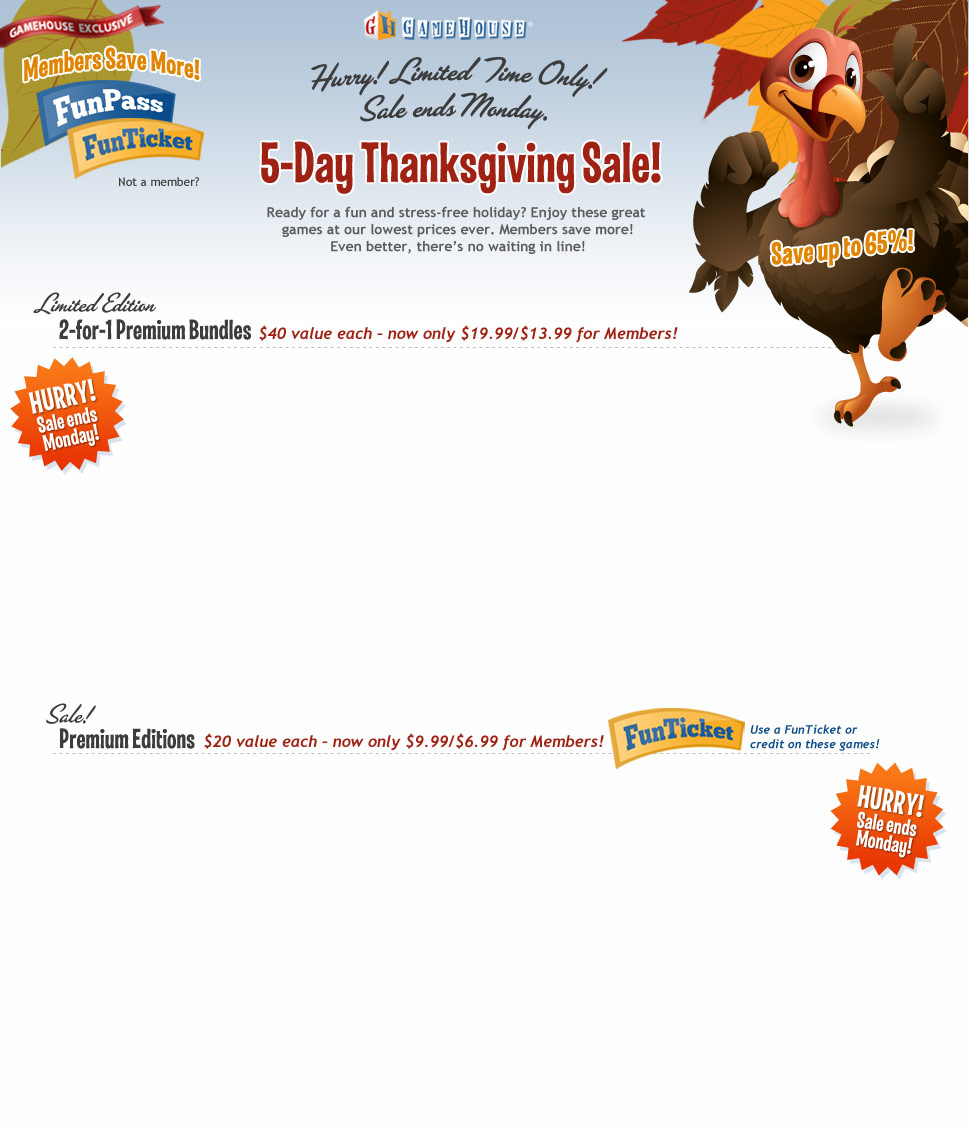 GAMEHOUSE EXCLUSIVE
Members Save More!
FunPass
FunTicket
Not a member?
GH GAMEHOUSE®
Hurry! Limited Time Only!
Sale ends Monday.
5-Day Thanksgiving Sale!
Ready for a fun and stress-free holiday? Enjoy these great
games at our lowest prices ever. Members save more!
Even better, there's no waiting in line!
Save up to 65%!
Limited Edition
2-for-1 Premium Bundles $40 value each – now only $19.99/$13.99 for Members!
HURRY!
Sale ends
Monday!
Sale!
Premium Editions $20 value each – now only $9.99/$6.99 for Members!
FunTicket
Use a FunTicket or
credit on these games!
HURRY!
Sale ends
Monday!